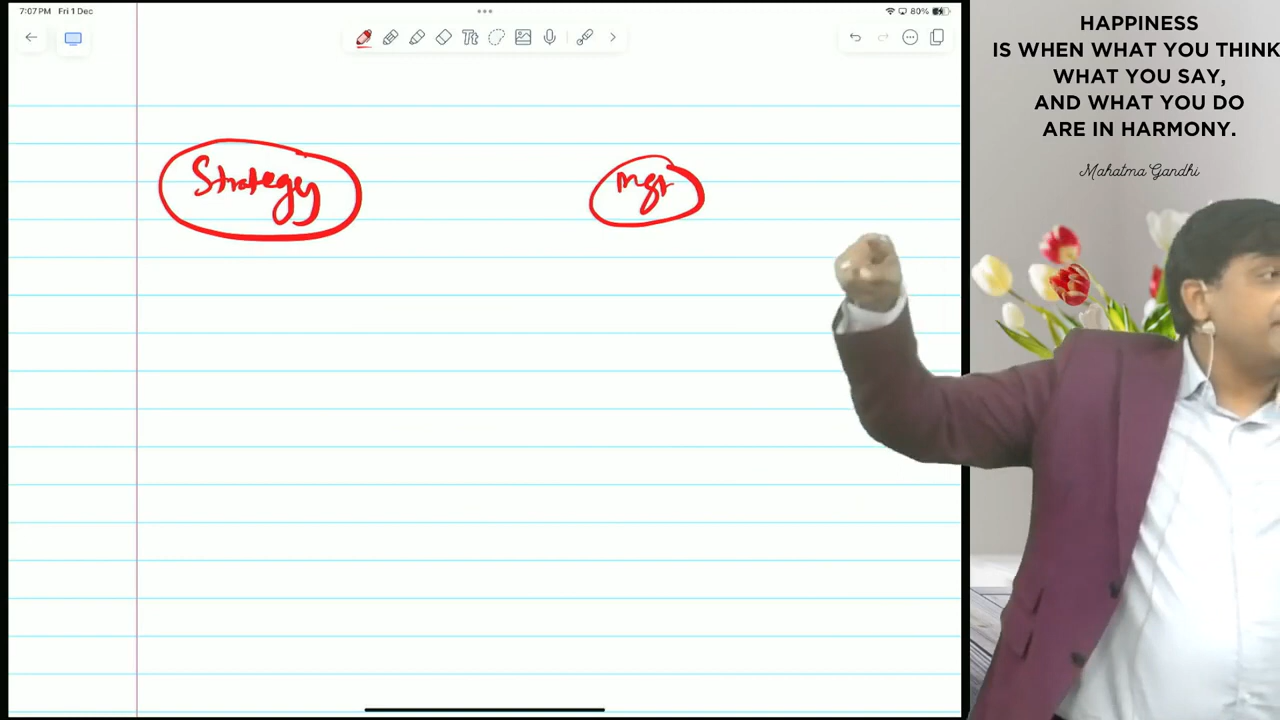 7:07 PM Fri 1 Dec
80%
Tt
Strategy
mgt
HAPPINESS
IS WHEN WHAT YOU THINK
WHAT YOU SAY,
AND WHAT YOU DO
ARE IN HARMONY.
Mahatma Gandhi